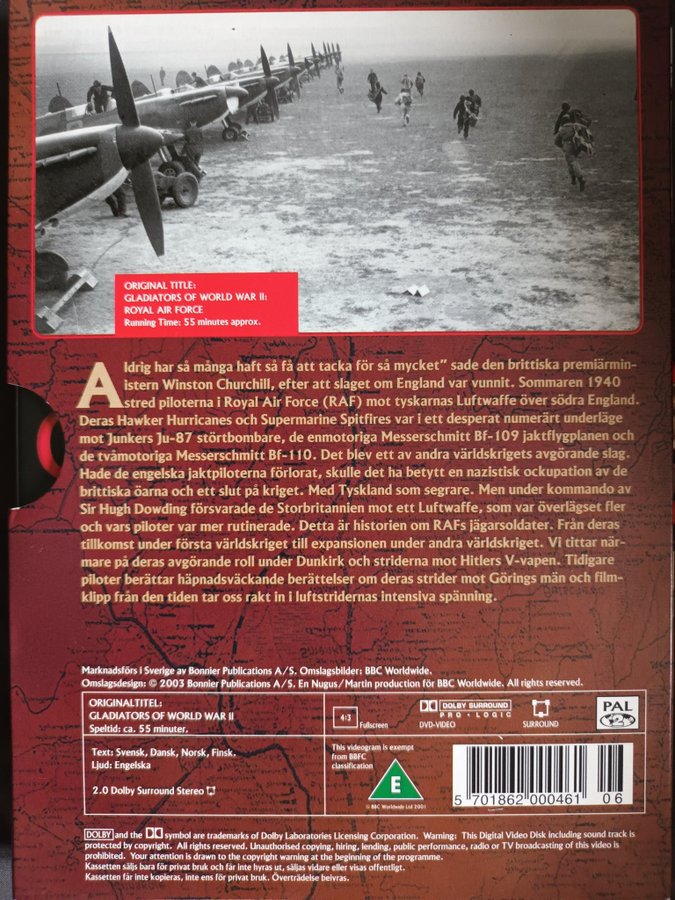 ORIGINAL TITLE:
GLADIATORS OF WORLD WAR II:
ROYAL AIR FORCE
Running Time: 55 minutes approx.
Aldrig har så många haft så få att tacka för så mycket" sade den brittiska premiärmin-
istern Winston Churchill, efter att slaget om England var vunnit. Sommaren 1940
stred piloterna i Royal Air Force (RAF) mot tyskarnas Luftwaffe över södra England.
Deras Hawker Hurricanes och Supermarine Spitfires var i ett desperat numerärt underläge
mot Junkers Ju-87 störtbombare, de enmotoriga Messerschmitt Bf-109 jaktflygplanen och
de tvåmotoriga Messerschmitt Bf-110. Det blev ett av andra världskrigets avgörande slag.
Hade de engelska jaktpiloterna förlorat, skulle det ha betytt en nazistisk ockupation av de
brittiska öarna och ett slut på kriget. Med Tyskland som segrare. Men under kommando av
Sir Hugh Dowding försvarade de Storbritannien mot ett Luftwaffe, som var överlägset fler
och vars piloter var mer rutinerade. Detta är historien om RAFs jägarsoldater. Från deras
tillkomst under första världskriget till expansionen under andra världskriget. Vi tittar när-
mare på deras avgörande roll under Dunkirk och striderna mot Hitlers V-vapen. Tidigare
piloter berättar häpnadsväckande berättelser om deras strider mot Görings män och film-
klipp från den tiden tar oss rakt in i luftstridernas intensiva spänning.
Marknadsförs i Sverige av Bonnier Publications A/S. Omslagsbilder: BBC Worldwide.
Omslagsdesign: © 2003 Bonnier Publications A/S. En Nugus/Martin produktion för BBC Worldwide. All rights reserved.
ORIGINALTITEL:
GLADIATORS OF WORLD WAR II
Speltid: ca. 55 minuter.
4:3 Fullscreen
DVD-VIDEO
DOLBY SURROUND
PRO · LOGIC
SURROUND
PAL
2
Text: Svensk, Dansk, Norsk, Finsk.
Ljud: Engelska
2.0 Dolby Surround Stereo
This videogram is exempt
from BBFC
classification
E
© BBC Worldwide Ltd 2001
5 701862 000461 06
DOLBY and the DD symbol are trademarks of Dolby Laboratories Licensing Corporation. Warning: This Digital Video Disk including sound track is
protected by copyright. All rights reserved. Unauthorised copying, hiring, lending, public performance, radio or TV broadcasting of this video is
prohibited. Your attention is drawn to the copyright warning at the beginning of the programme.
Kassetten säljs bara för privat bruk och får inte hyras ut, säljas vidare eller visas offentligt.
Kassetten får inte kopieras, inte ens för privat bruk. Överträdelse beivras.